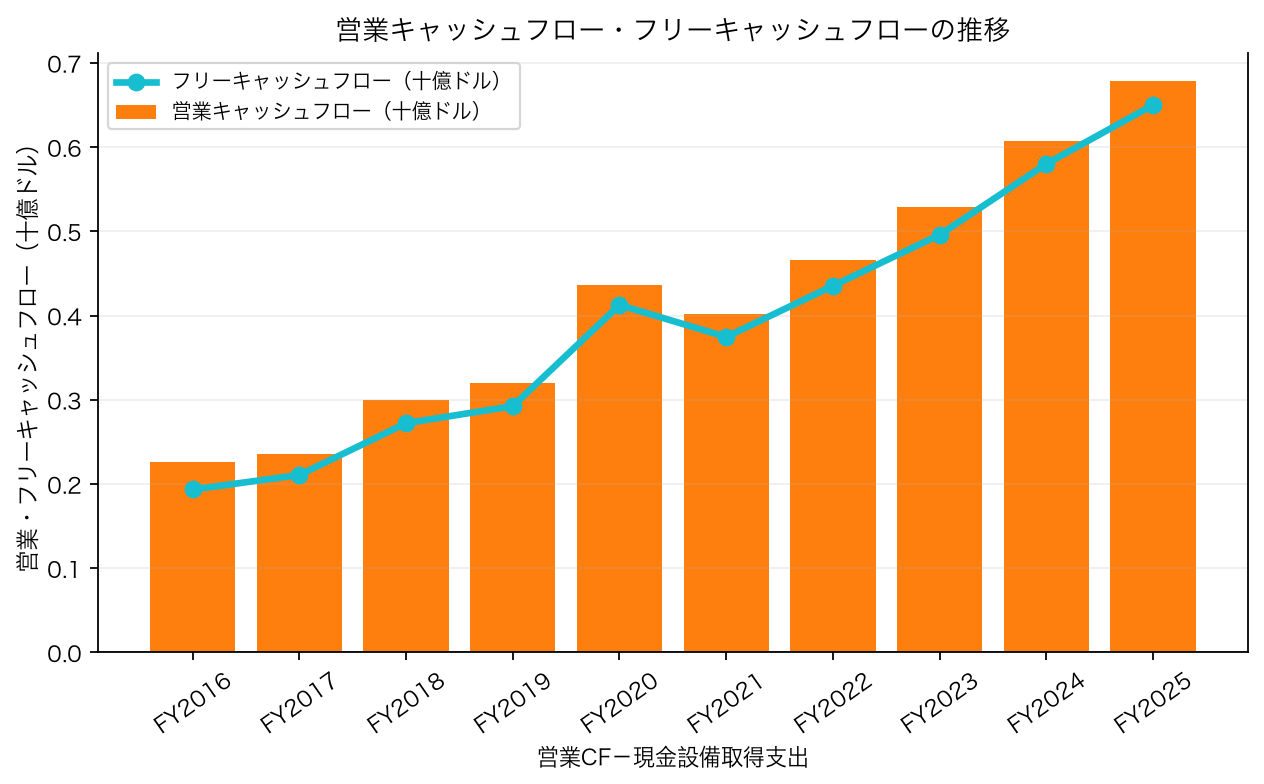 営業キャッシュフロー・フリーキャッシュフローの推移
フリーキャッシュフロー（十億ドル）
営業キャッシュフロー（十億ドル）
営業・フリーキャッシュフロー（十億ドル）
0.7
0.6
0.5
0.4
0.3
0.2
0.1
0.0
FY2016
FY2017
FY2018
FY2019
FY2020
FY2021
FY2022
FY2023
FY2024
FY2025
営業CF－現金設備取得支出